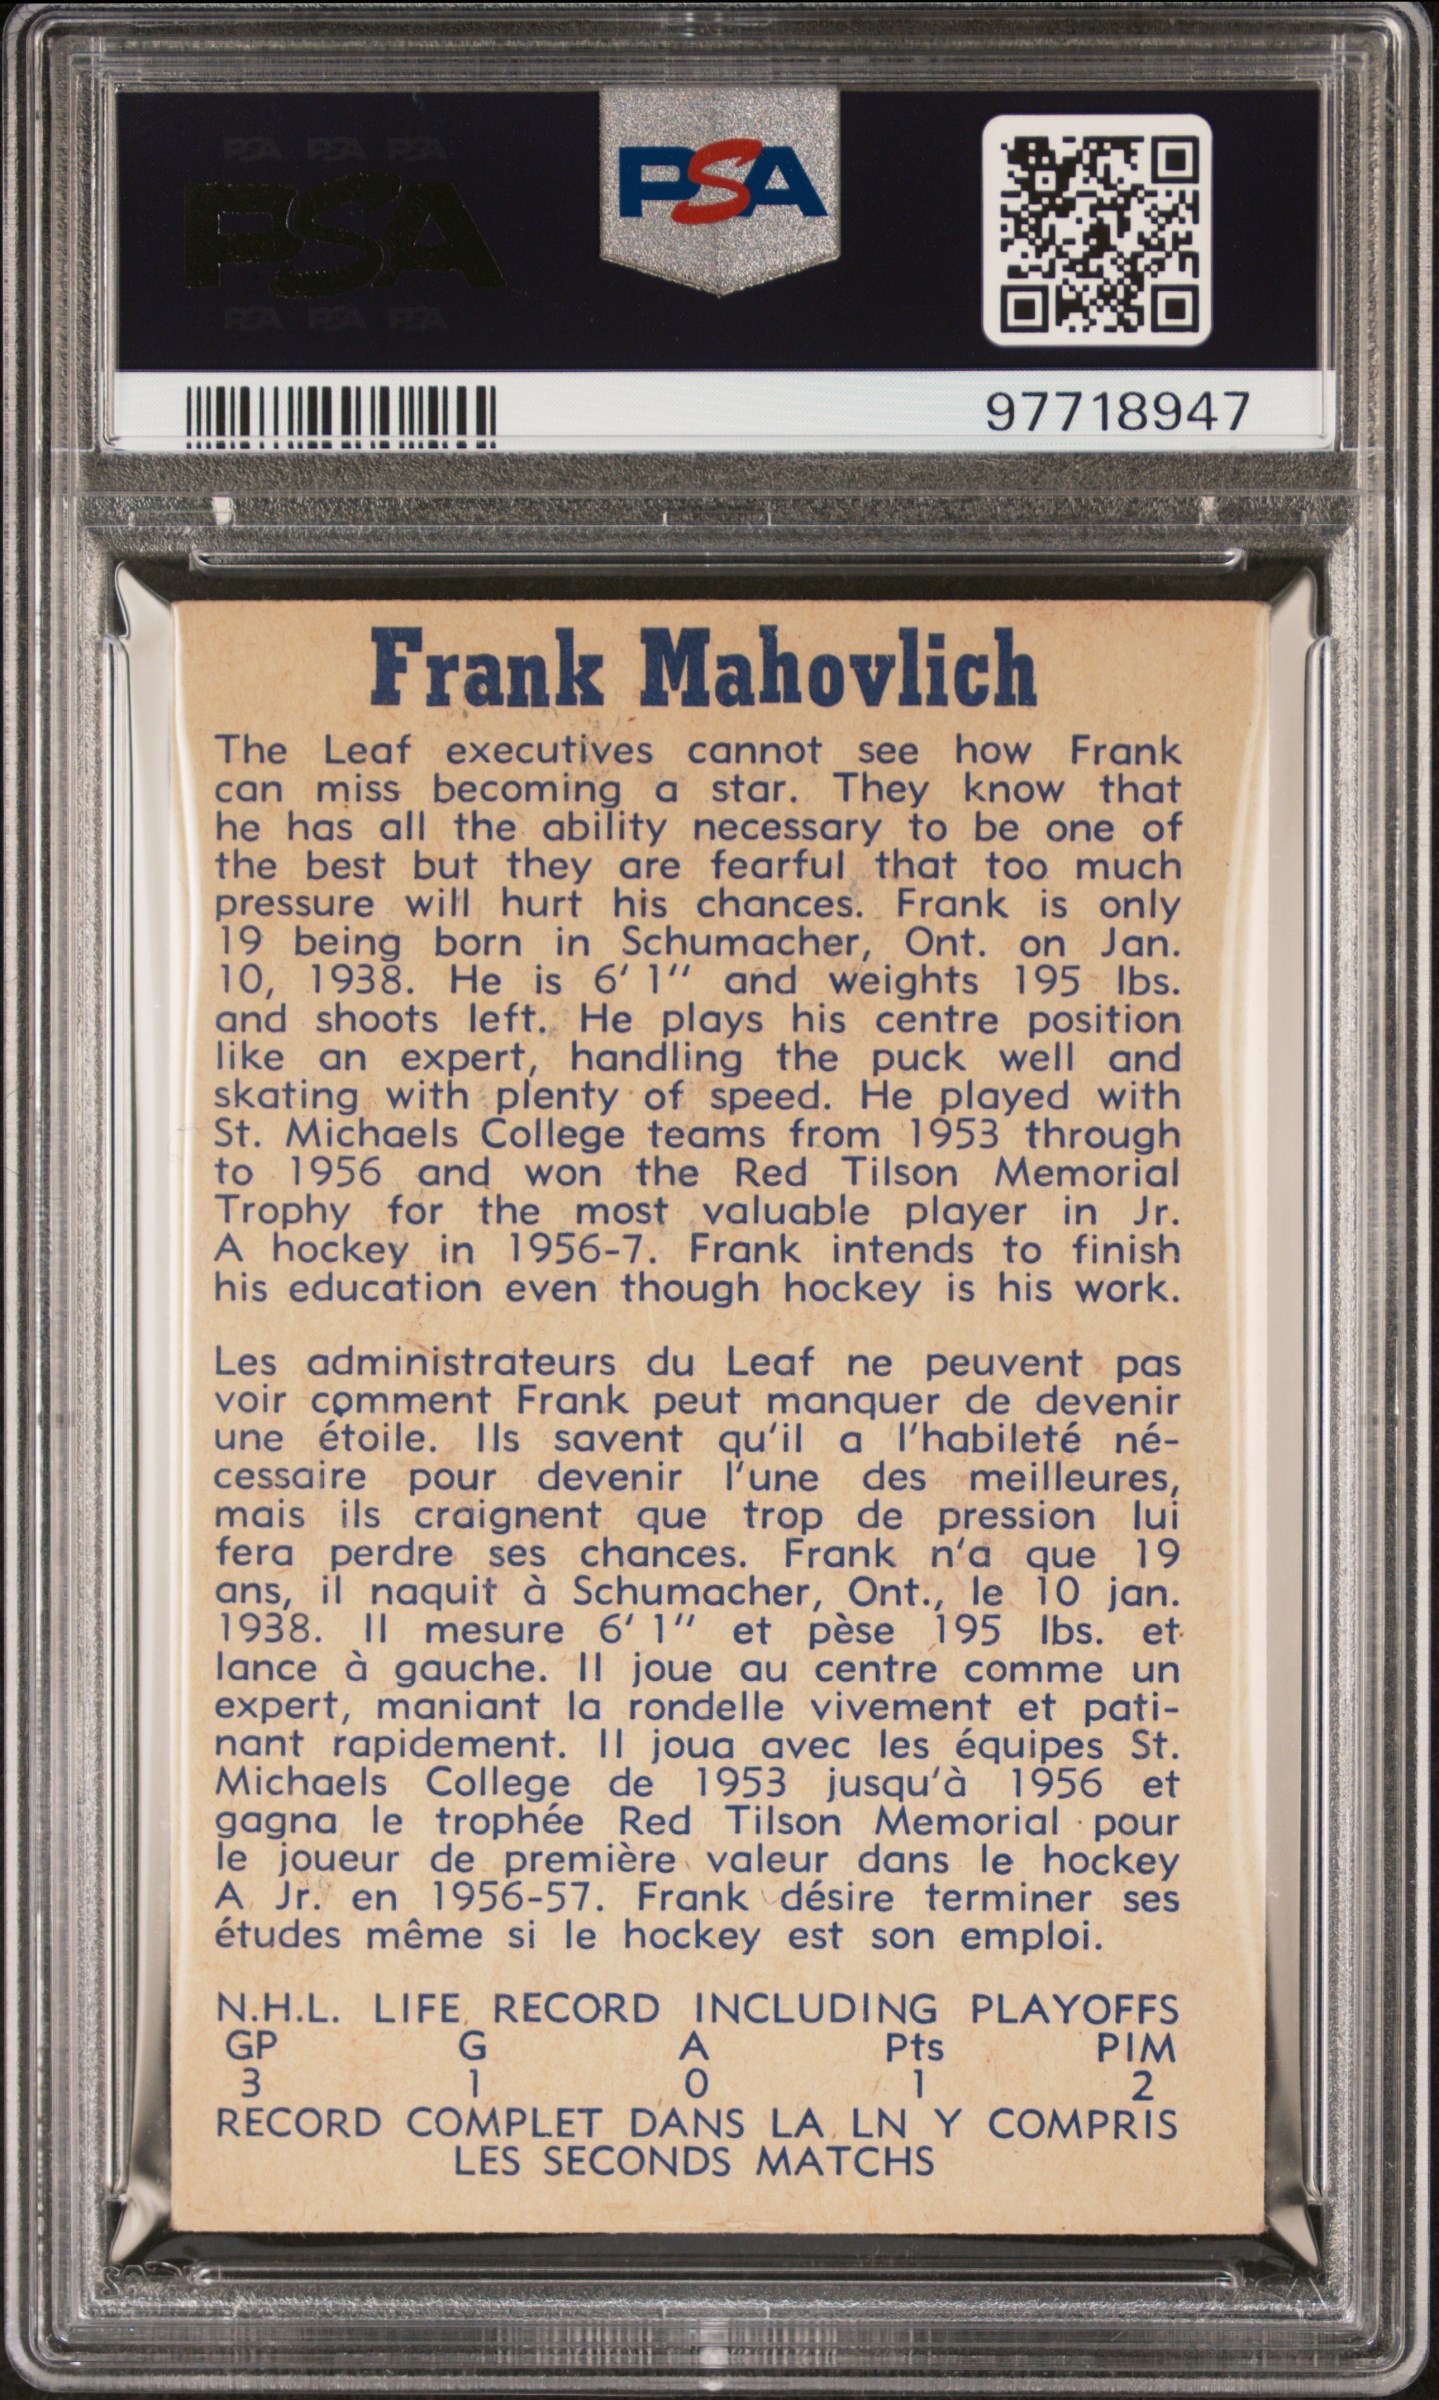 PSA PSA PSA
PSA
PSA PSA PSA
PSA
97718947
Frank Mahovlich
The Leaf executives cannot see how Frank
can miss becoming a star. They know that
he has all the ability necessary to be one of
the best but they are fearful that too much
pressure will hurt his chances. Frank is only
19 being born in Schumacher, Ont. on Jan.
10, 1938. He is 6' 1" and weights 195 lbs.
and shoots left. He plays his centre position
like an expert, handling the puck well and
skating with plenty of speed. He played with
St. Michaels College teams from 1953 through
to 1956 and won the Red Tilson Memorial
Trophy for the most valuable player in Jr.
A hockey in 1956-7. Frank intends to finish
his education even though hockey is his work.
Les administrateurs du Leaf ne peuvent pas
voir comment Frank peut manquer de devenir
une étoile. Ils savent qu'il a l'habileté né-
cessaire pour devenir l'une des meilleures,
mais ils craignent que trop de pression lui
fera perdre ses chances. Frank n'a que 19
ans, il naquit à Schumacher, Ont., le 10 jan.
1938. Il mesure 6' 1" et pèse 195 lbs. et
lance à gauche. Il joue au centre comme un
expert, maniant la rondelle vivement et pati-
nant rapidement. Il joua avec les équipes St.
Michaels College de 1953 jusqu'à 1956 et
gagna le trophée Red Tilson Memorial pour
le joueur de première valeur dans le hockey
A Jr. en 1956-57. Frank désire terminer ses
études même si le hockey est son emploi.
N.H.L. LIFE RECORD INCLUDING PLAYOFFS
GP G A Pts PIM
3 1 0 1 2
RECORD COMPLET DANS LA LN Y COMPRIS
LES SECONDS MATCHS